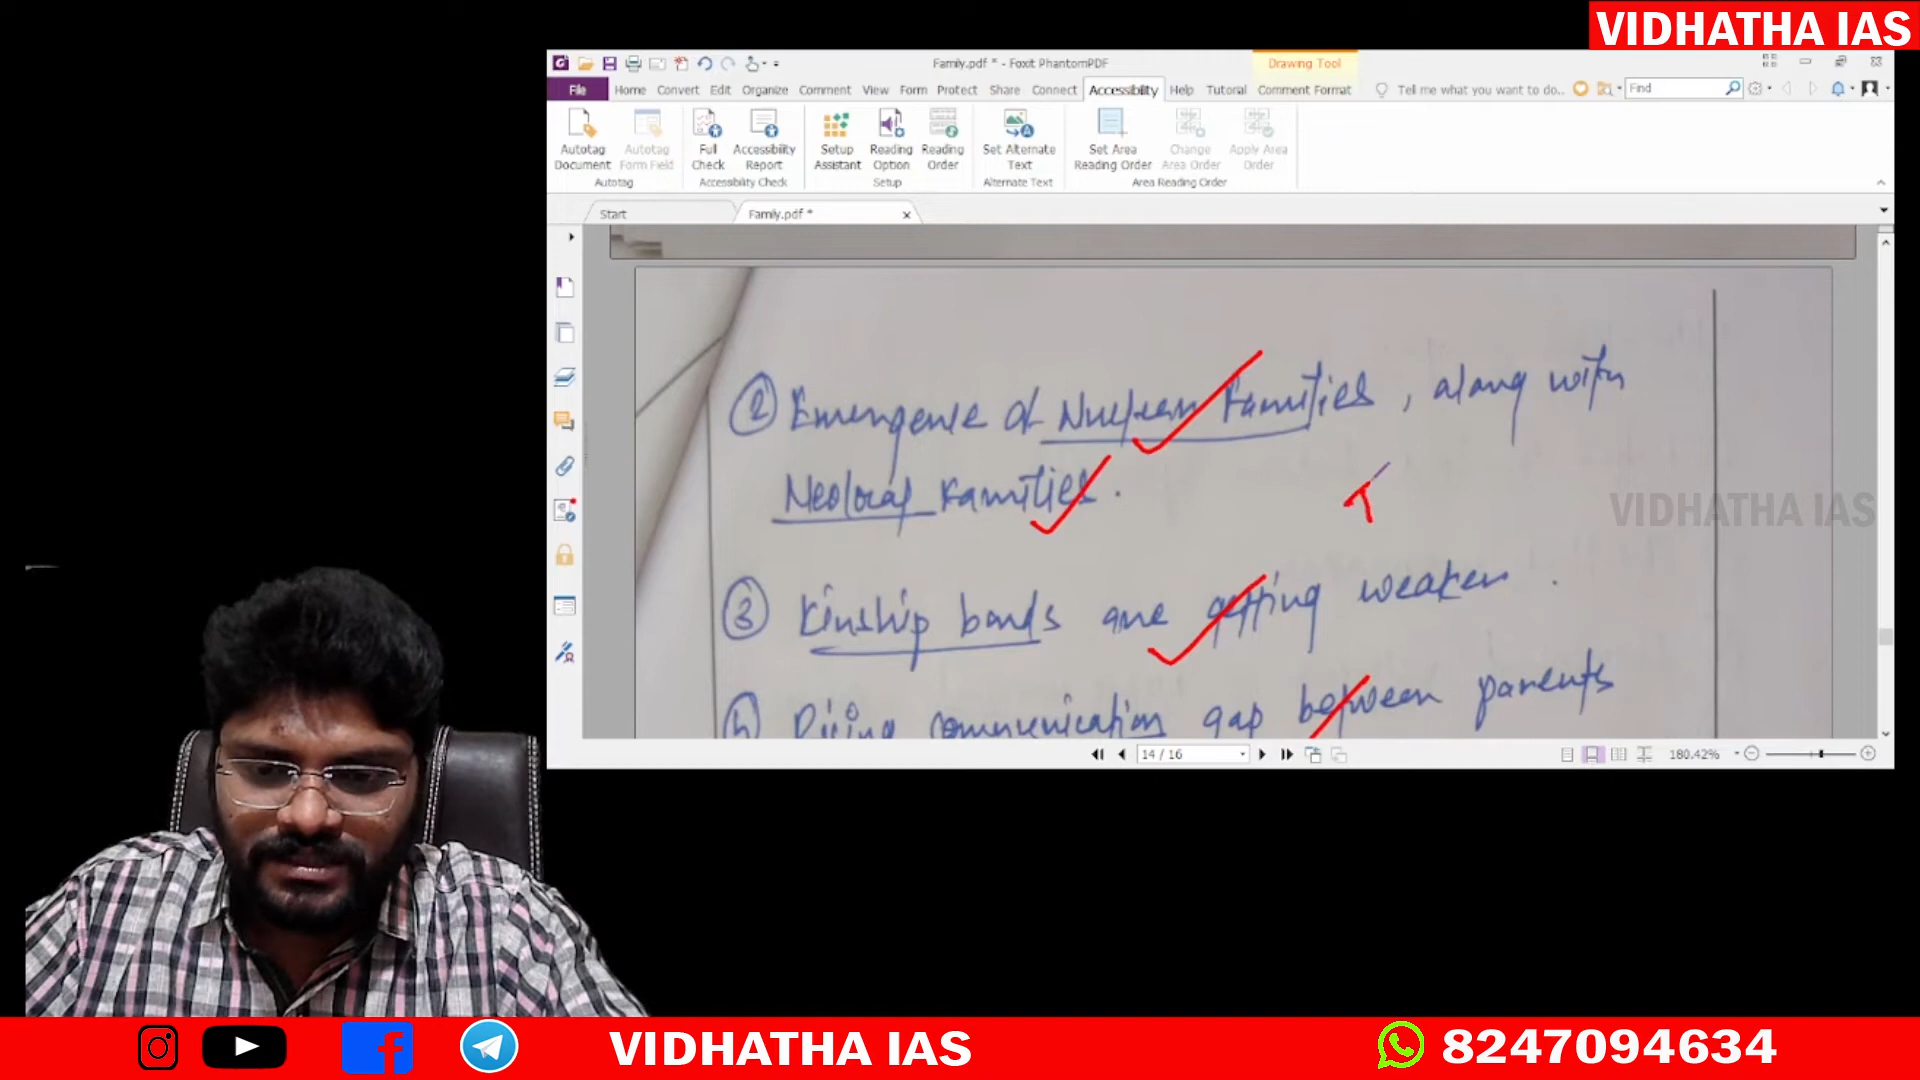 VIDHATHA IAS
Family.pdf * - Foxit PhantomPDF
Drawing Tool
File Home Convert Edit Organize Comment View Form Protect Share Connect Accessibility Help Tutorial Comment Format Tell me what you want to do.. Find
Autotag Document
Autotag Form Field
Full Check
Accessibility Report
Setup Assistant
Reading Option
Reading Order
Set Alternate Text
Set Area Reading Order
Change Area Order
Apply Area Order
Autotag Accessibility Check Setup Alternate Text Area Reading Order
Start Family.pdf *
② Emergence of Nuclear Families, along with
Neolocal Families.
VIDHATHA IAS
③ Kinship bonds are getting weaker.
communication gap between parents
14 / 16 180.42%
VIDHATHA IAS 8247094634